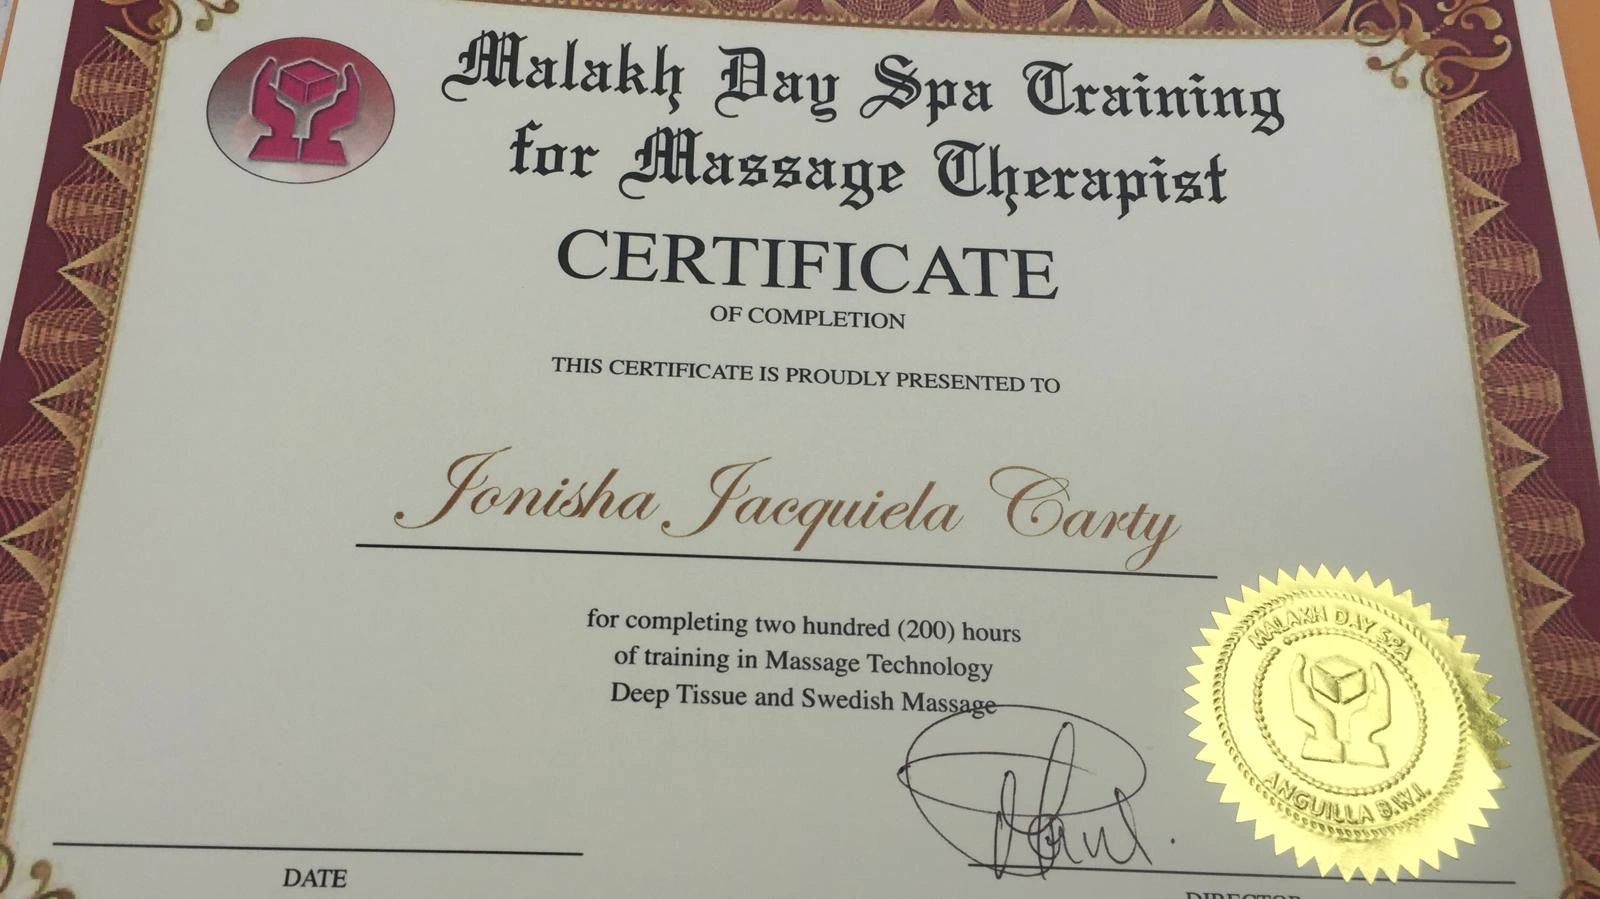 Malakh Day Spa Training
for Massage Therapist
CERTIFICATE
OF COMPLETION
THIS CERTIFICATE IS PROUDLY PRESENTED TO
Jonisha Jacquiela Carty
for completing two hundred (200) hours
of training in Massage Technology
Deep Tissue and Swedish Massage
MALAKH DAY SPA
ANGUILLA B.W.I.
DATE
DIRECTOR